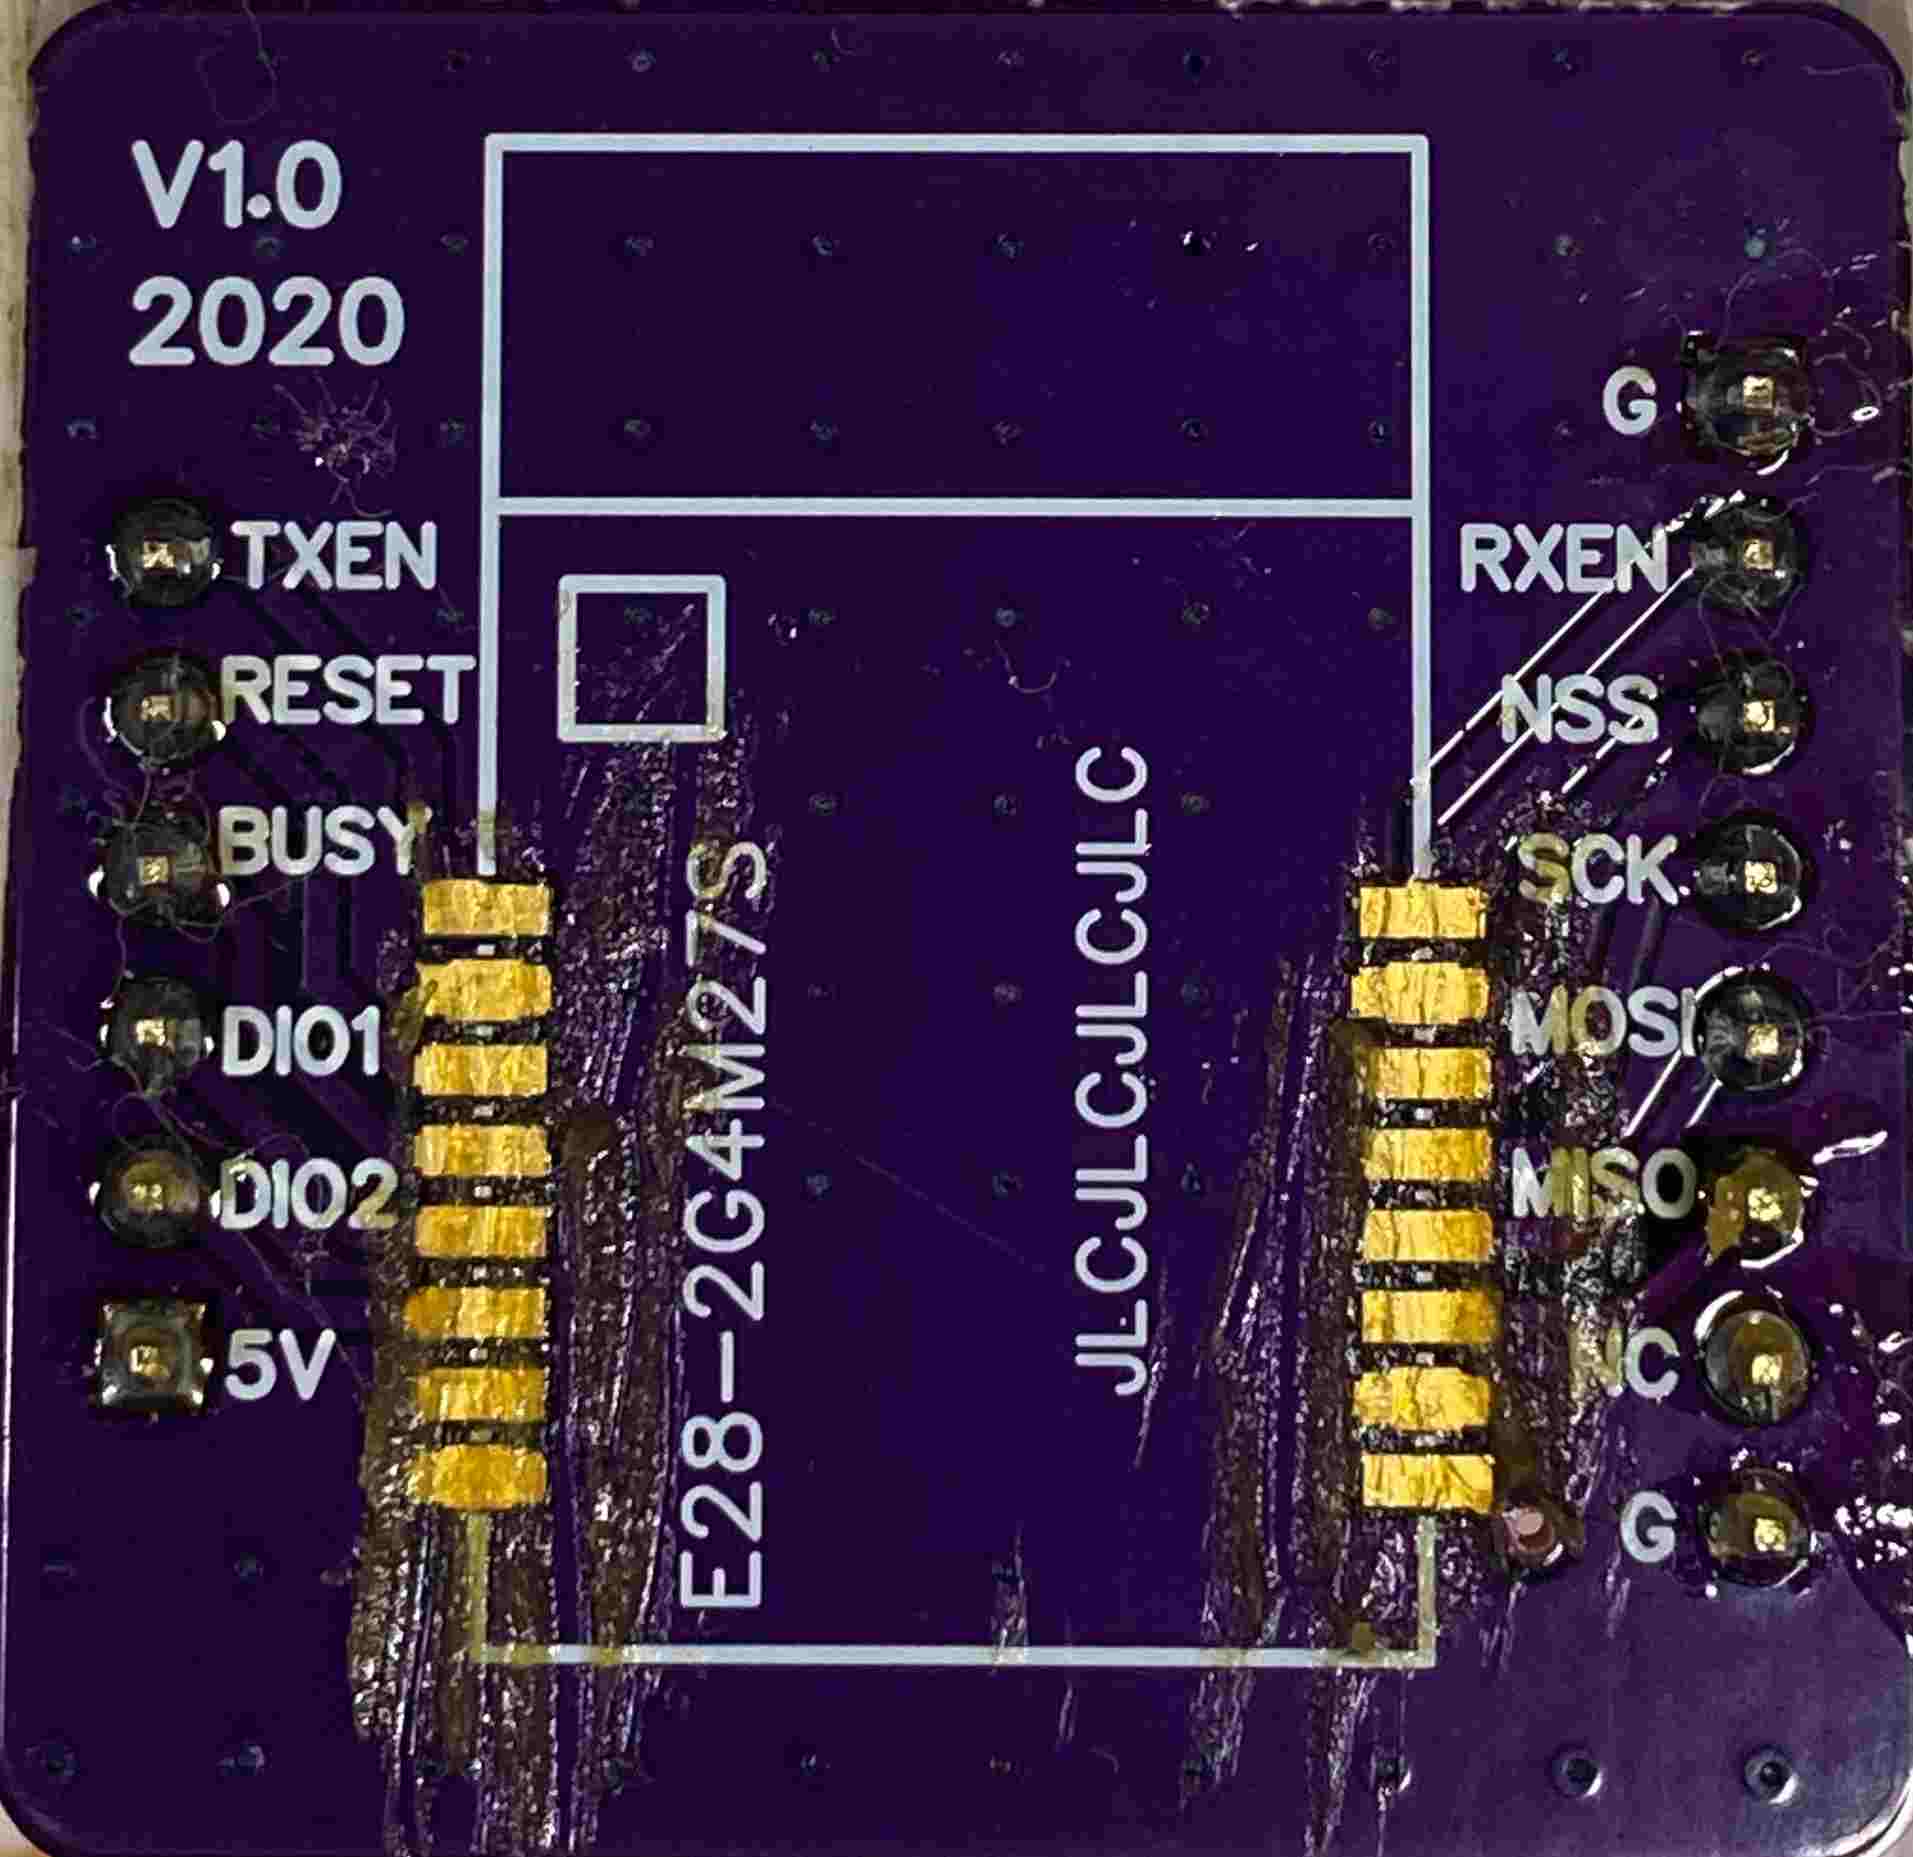 V1.0
2020
TXEN
RESET
BUSY
DIO1
DIO2
5V
E28-2G4M27S
JLCJLCJLCJLC
G
RXEN
NSS
SCK
MOSI
MISO
NC
G